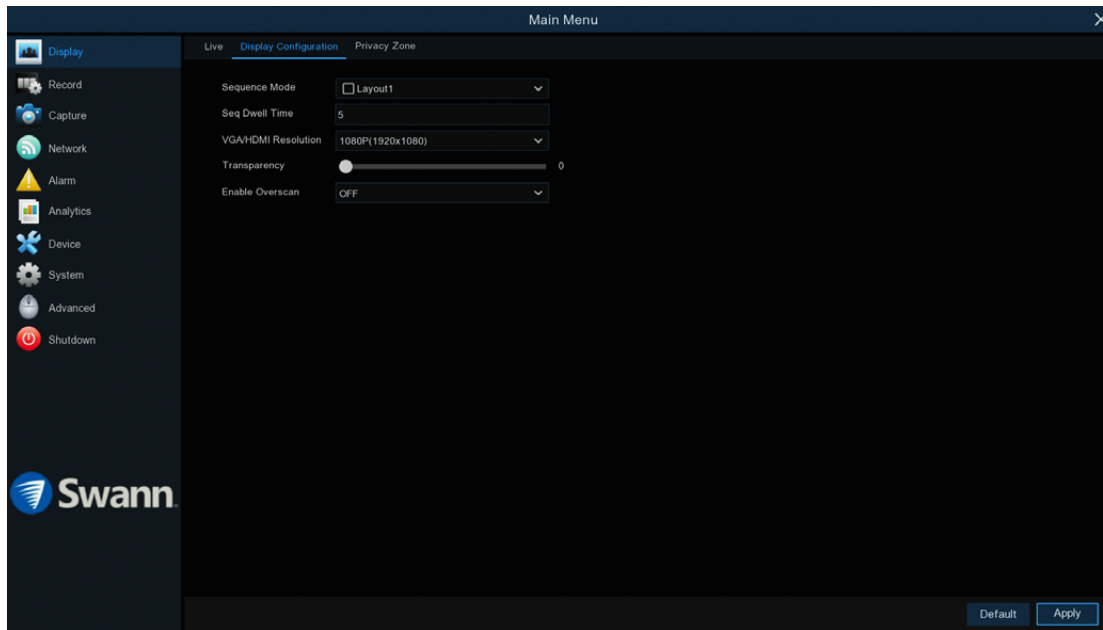 Main Menu
Display
Live Display Configuration Privacy Zone
Record
Sequence Mode Layout1
Capture
Seq Dwell Time 5
Network
VGA/HDMI Resolution 1080P(1920x1080)
Alarm
Transparency 0
Analytics
Enable Overscan OFF
Device
System
Advanced
Shutdown
Swann
Default Apply